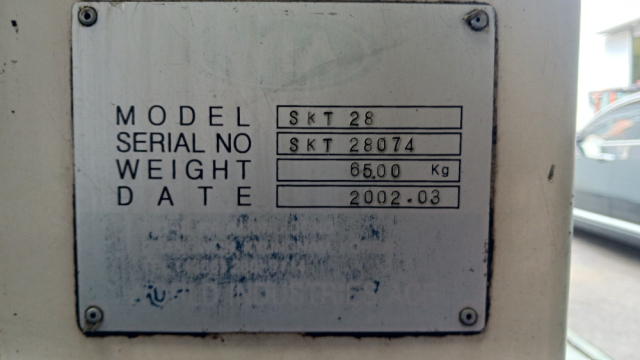 MODEL SKT 28
SERIAL NO SKT 28074
WEIGHT 6500 Kg
DATE 2002.03